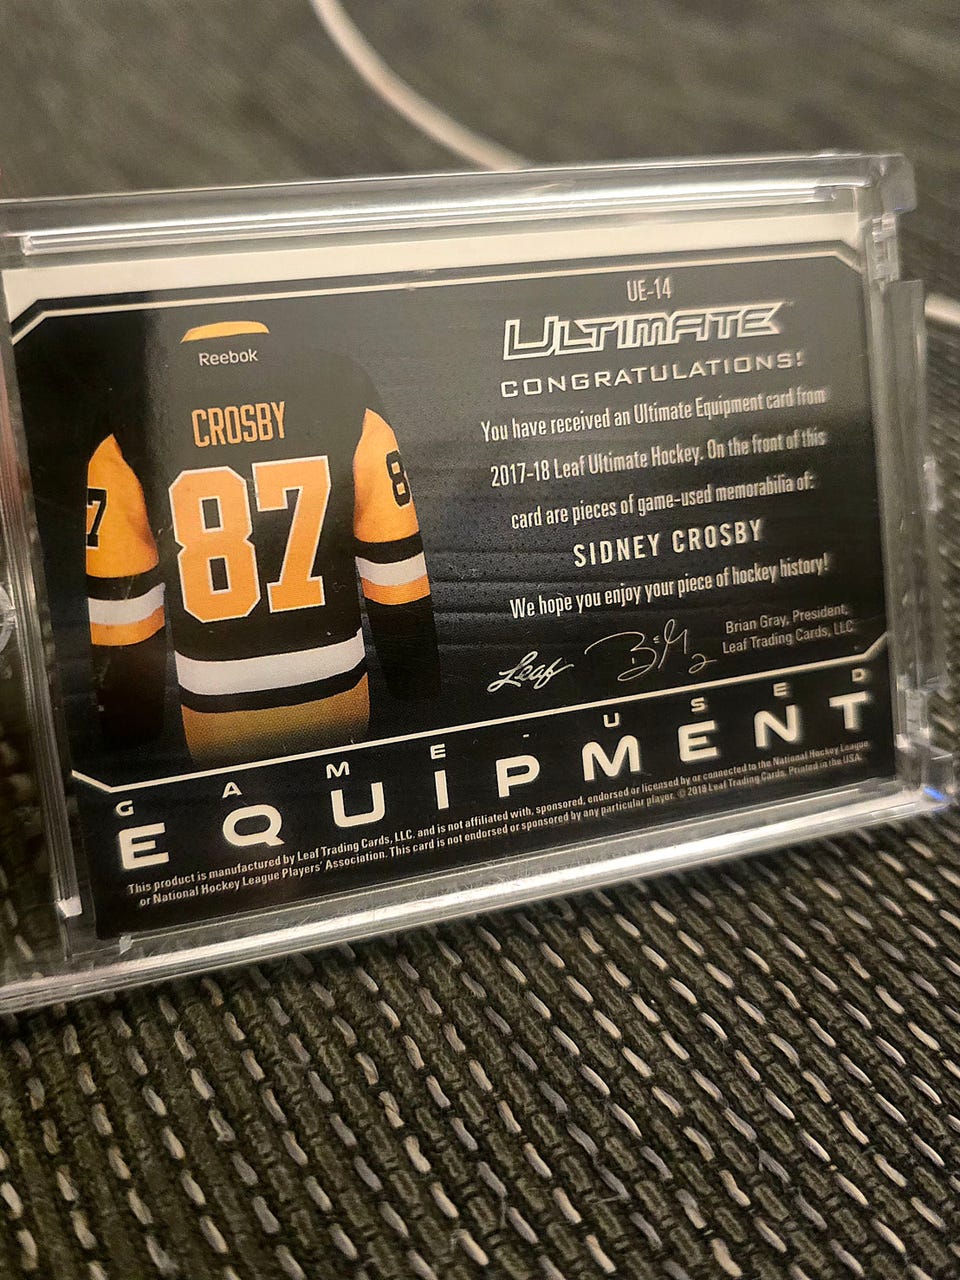 UE-14
ULTIMATE
CONGRATULATIONS!
You have received an Ultimate Equipment card from
2017-18 Leaf Ultimate Hockey. On the front of this
card are pieces of game-used memorabilia of:
SIDNEY CROSBY
We hope you enjoy your piece of hockey history!
Brian Gray, President,
Leaf Trading Cards, LLC
Leaf
Reebok
CROSBY
87
7
8
GAME-USED
EQUIPMENT
This product is manufactured by Leaf Trading Cards, LLC. and is not affiliated with, sponsored, endorsed or licensed by or connected to the National Hockey League
or National Hockey League Players' Association. This card is not endorsed or sponsored by any particular player. © 2018 Leaf Trading Cards. Printed in the USA.